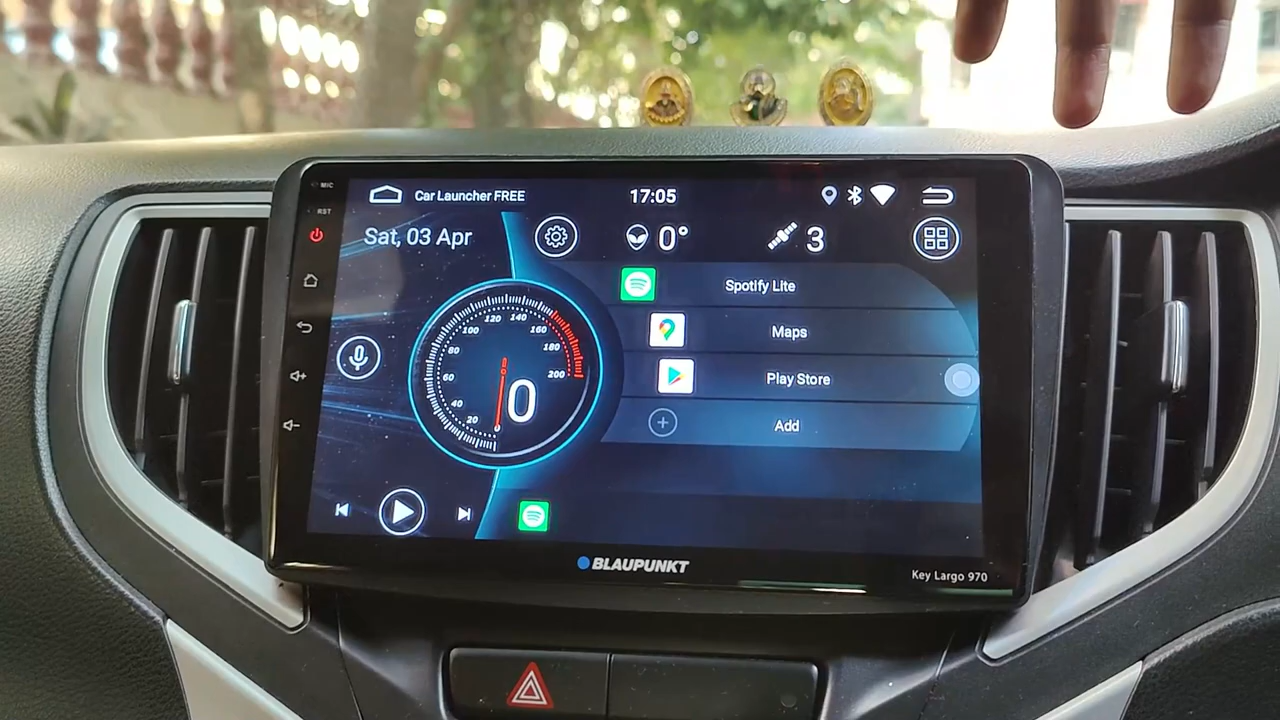 MIC
Car Launcher FREE
17:05
RST
Sat, 03 Apr
0°
3
Spotify Lite
Maps
Play Store
Add
20
40
60
80
100
120
140
160
180
200
0
BLAUPUNKT
Key Largo 970